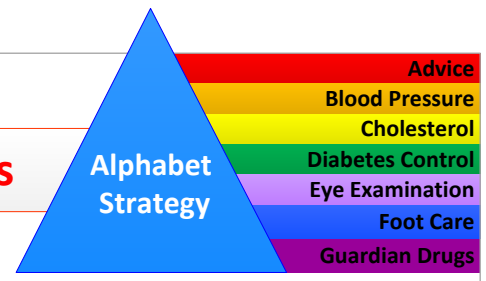 s
Alphabet
Strategy
Advice
Blood Pressure
Cholesterol
Diabetes Control
Eye Examination
Foot Care
Guardian Drugs